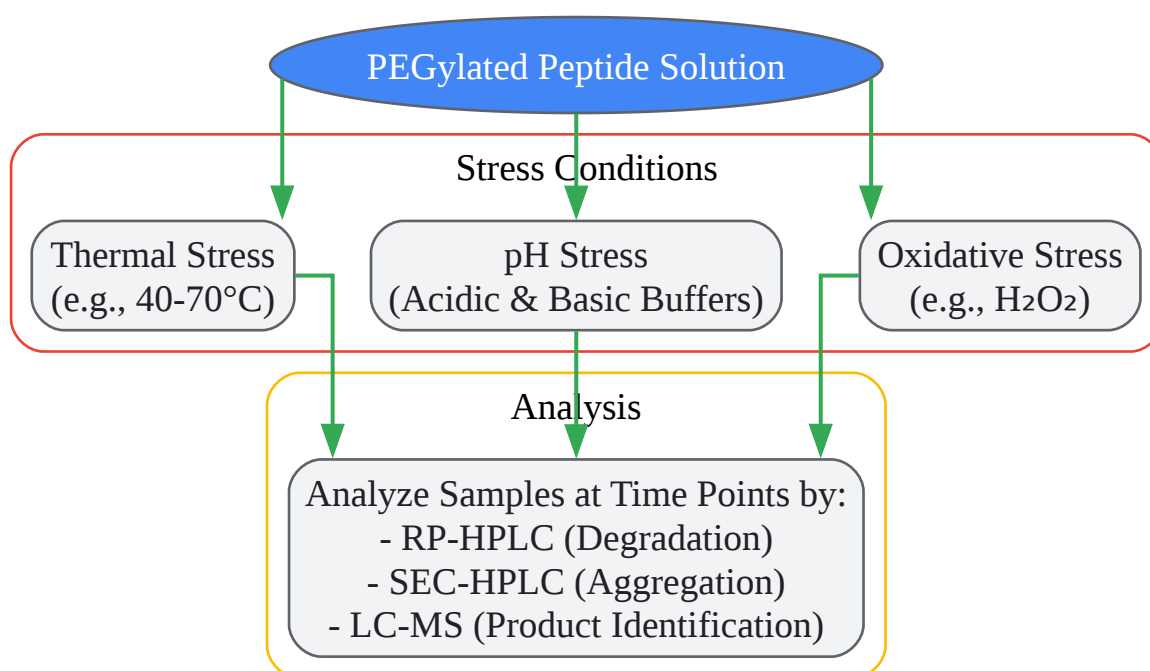 PEGylated Peptide Solution
Stress Conditions
Thermal Stress
(e.g., 40-70°C)
pH Stress
(Acidic & Basic Buffers)
Oxidative Stress
(e.g., H₂O₂)
Analysis
Analyze Samples at Time Points by:
- RP-HPLC (Degradation)
- SEC-HPLC (Aggregation)
- LC-MS (Product Identification)